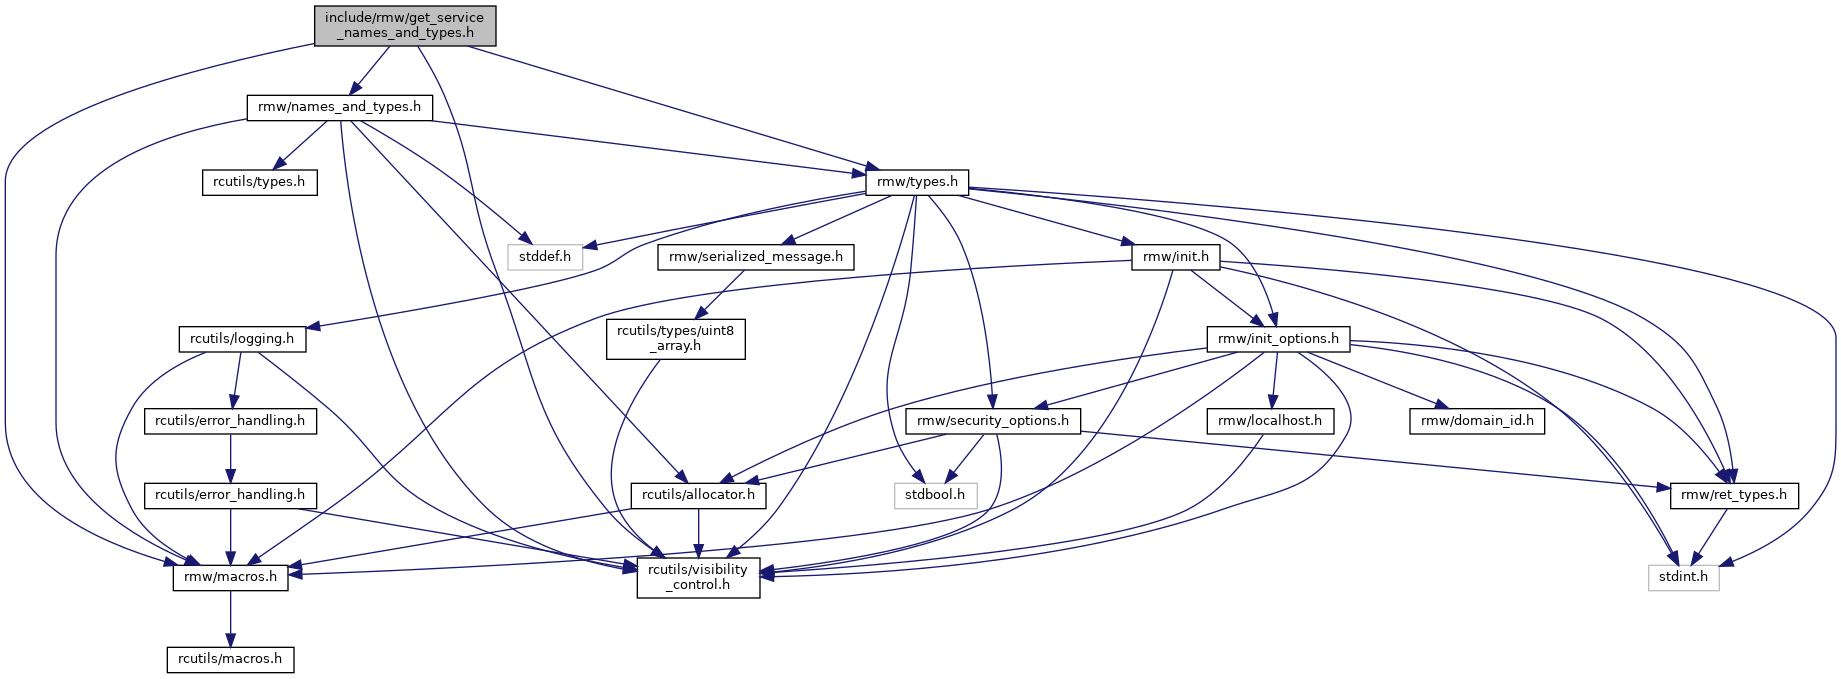 include/rmw/get_service
_names_and_types.h
rmw/names_and_types.h
rcutils/types.h
rmw/types.h
stddef.h
rmw/serialized_message.h
rmw/init.h
rcutils/logging.h
rcutils/types/uint8
_array.h
rmw/init_options.h
rcutils/error_handling.h
rmw/security_options.h
rmw/localhost.h
rmw/domain_id.h
rcutils/error_handling.h
rcutils/allocator.h
stdbool.h
rmw/ret_types.h
rmw/macros.h
rcutils/visibility
_control.h
stdint.h
rcutils/macros.h